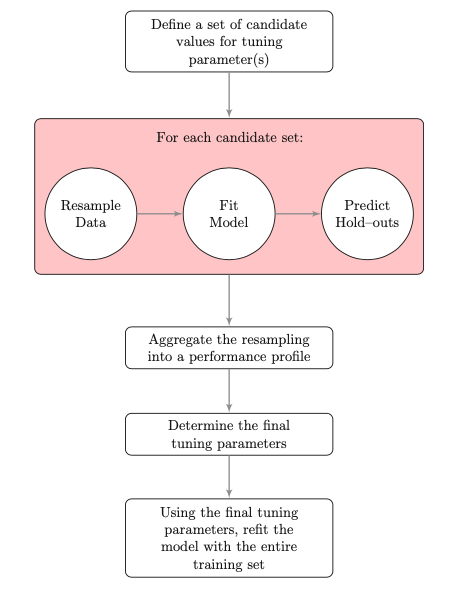 Define a set of candidate
values for tuning
parameter(s)
For each candidate set:
Resample
Data
Fit
Model
Predict
Hold–outs
Aggregate the resampling
into a performance profile
Determine the final
tuning parameters
Using the final tuning
parameters, refit the
model with the entire
training set